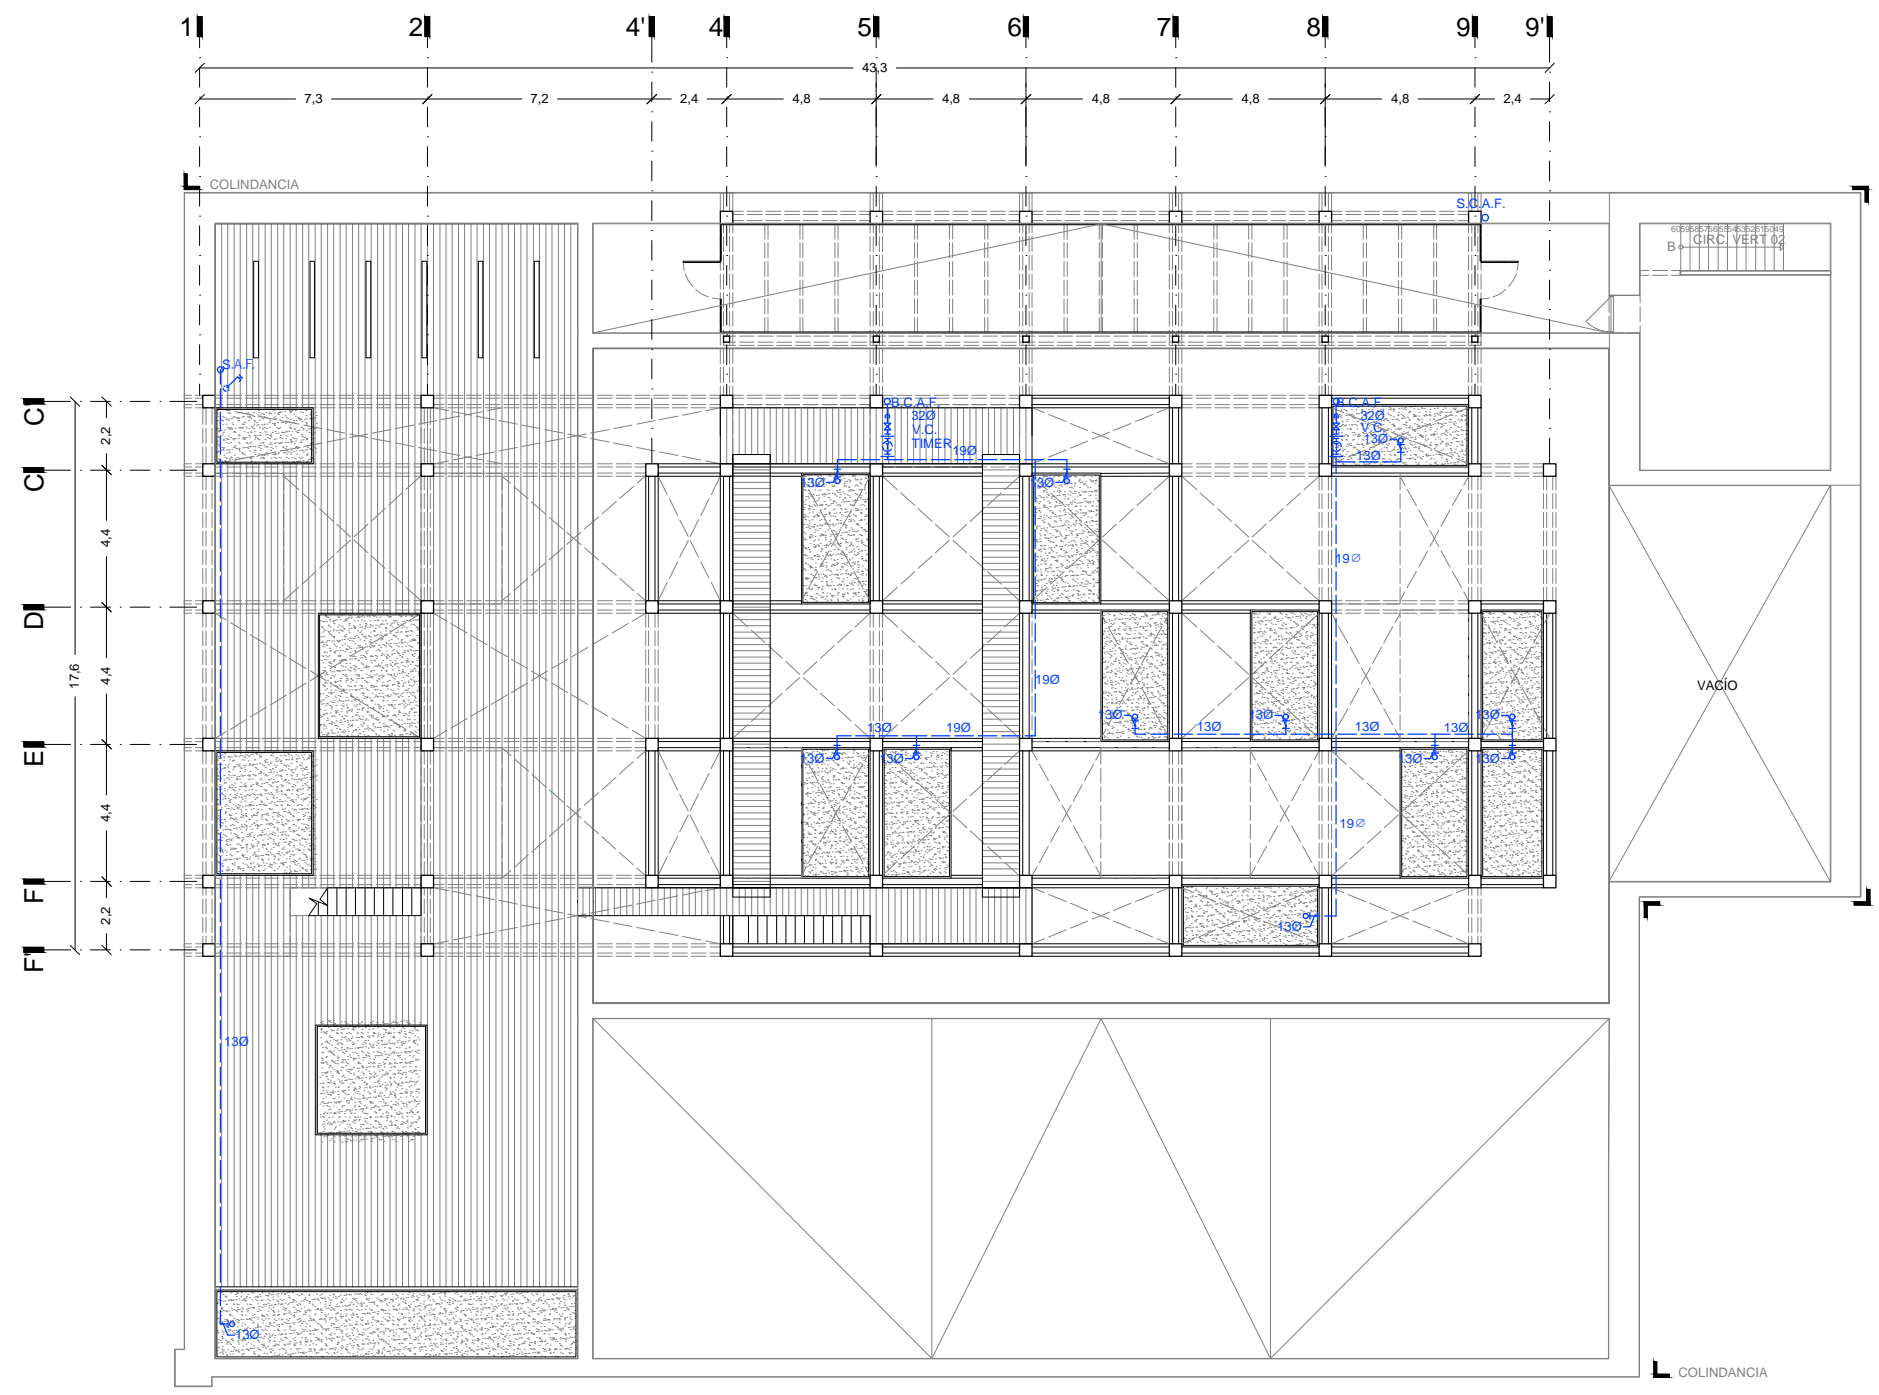 1 2 4' 4 5 6 7 8 9 9'
43,3
7,3 7,2 2,4 4,8 4,8 4,8 4,8 4,8 2,4
COLINDANCIA
S.C.A.F.
CIRC. VERT 02
B
S.A.F.
C'
B.C.A.F.
32Ø
V.C.
TIMER
19Ø
B.C.A.F.
32Ø
V.C.
13Ø
13Ø
2,2
C
13Ø
13Ø
4,4
19Ø
D
17,6
4,4
19Ø
VACÍO
13Ø 19Ø
13Ø 13Ø 13Ø 13Ø 13Ø 13Ø
E
13Ø 13Ø 13Ø 13Ø
4,4
19Ø
F
2,2
13Ø
F'
13Ø
13Ø
COLINDANCIA